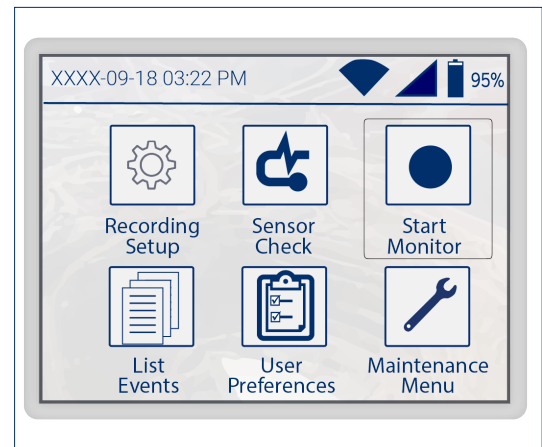 XXXX-09-18 03:22 PM 95%
Recording Setup
Sensor Check
Start Monitor
List Events
User Preferences
Maintenance Menu